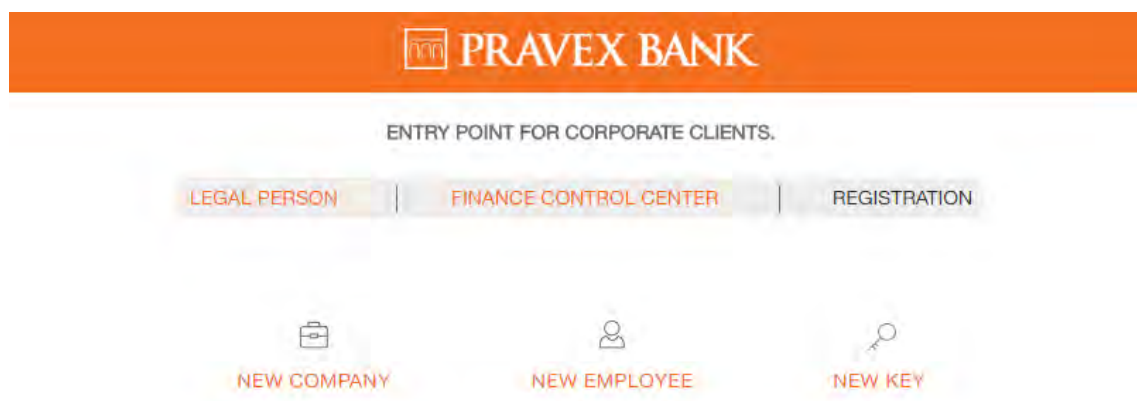 PRAVEX BANK
ENTRY POINT FOR CORPORATE CLIENTS.
LEGAL PERSON | FINANCE CONTROL CENTER | REGISTRATION
NEW COMPANY NEW EMPLOYEE NEW KEY